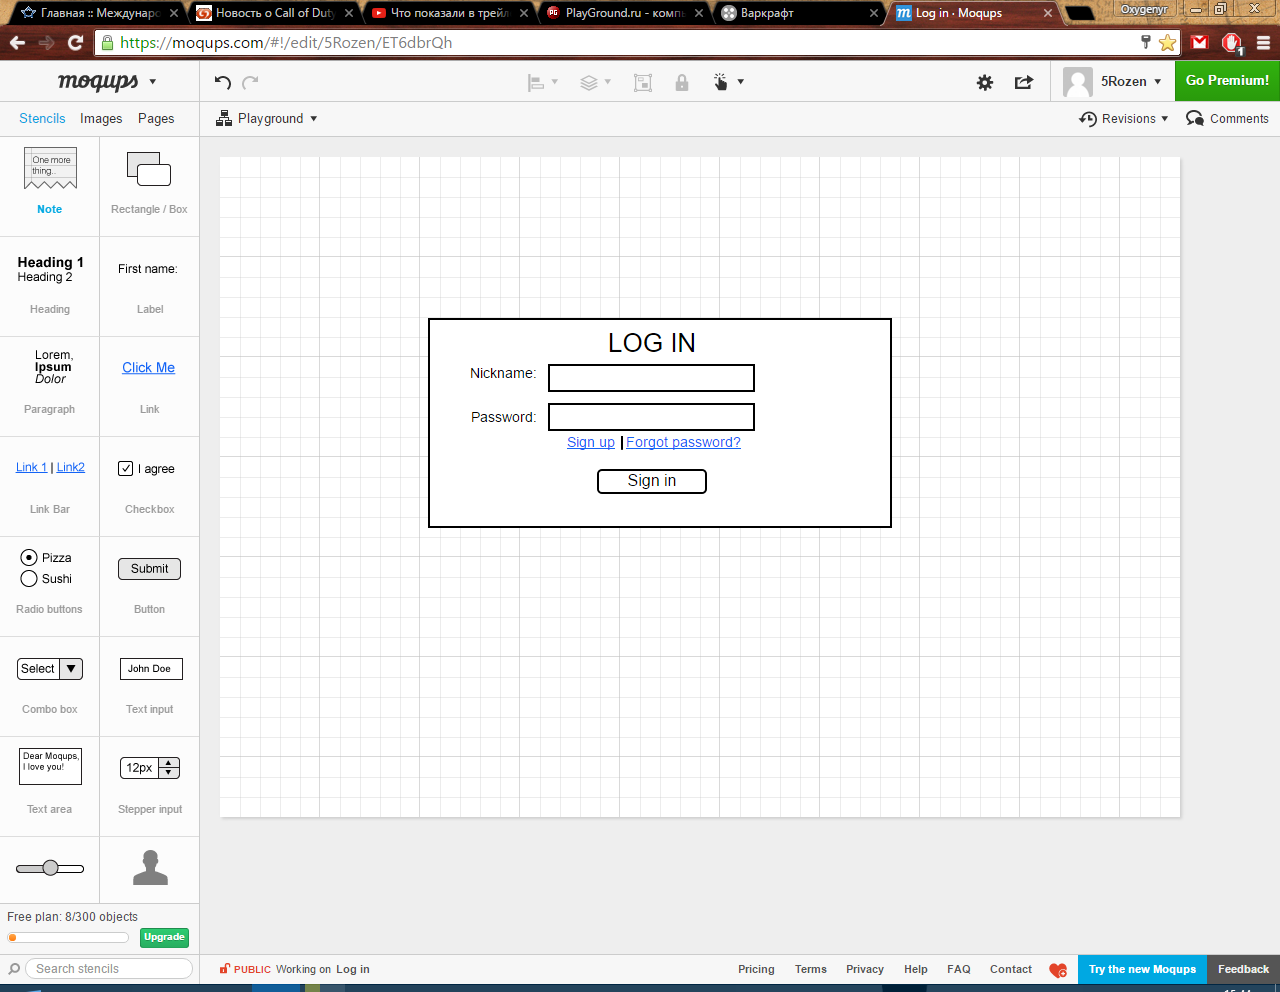 Главная :: Междунаро
Новость о Call of Duty
Что показали в трейл
PlayGround.ru - компь
Варкрафт
Log in · Moqups
Oxygenyr
https://moqups.com/#!/edit/5Rozen/ET6dbrQh
1
moqups
5Rozen
Go Premium!
Stencils Images Pages
Playground
Revisions
Comments
One more
thing..
Note
Rectangle / Box
Heading 1
Heading 2
Heading
First name:
Label
Lorem,
Ipsum
Dolor
Paragraph
Click Me
Link
Link 1 | Link2
Link Bar
I agree
Checkbox
Pizza
Sushi
Radio buttons
Submit
Button
Select
Combo box
John Doe
Text input
Dear Moqups,
I love you!
Text area
12px
Stepper input
LOG IN
Nickname:
Password:
Sign up | Forgot password?
Sign in
Free plan: 8/300 objects
Upgrade
Search stencils
PUBLIC Working on Log in
Pricing Terms Privacy Help FAQ Contact
Try the new Moqups
Feedback